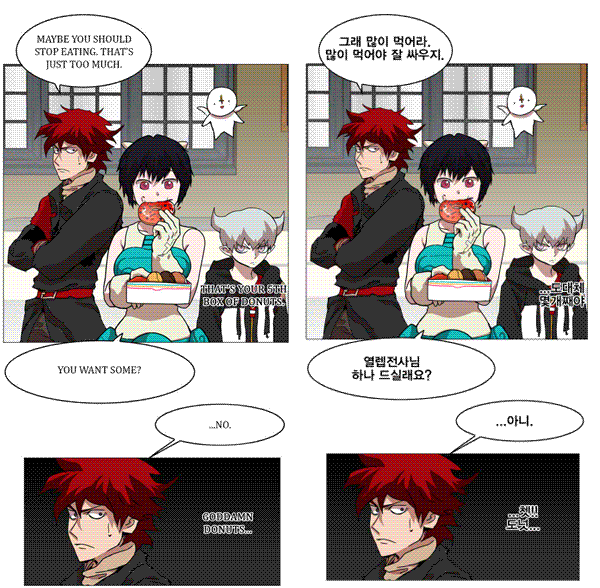 MAYBE YOU SHOULD
STOP EATING. THAT'S
JUST TOO MUCH.
THAT'S YOUR 5TH
BOX OF DONUTS.
YOU WANT SOME?
...NO.
GODDAMN
DONUTS...
그래 많이 먹어라.
많이 먹어야 잘 싸우지.
...도대체
몇개째야
열렙전사님
하나 드실래요?
...아니.
...쳇!!
도넛...